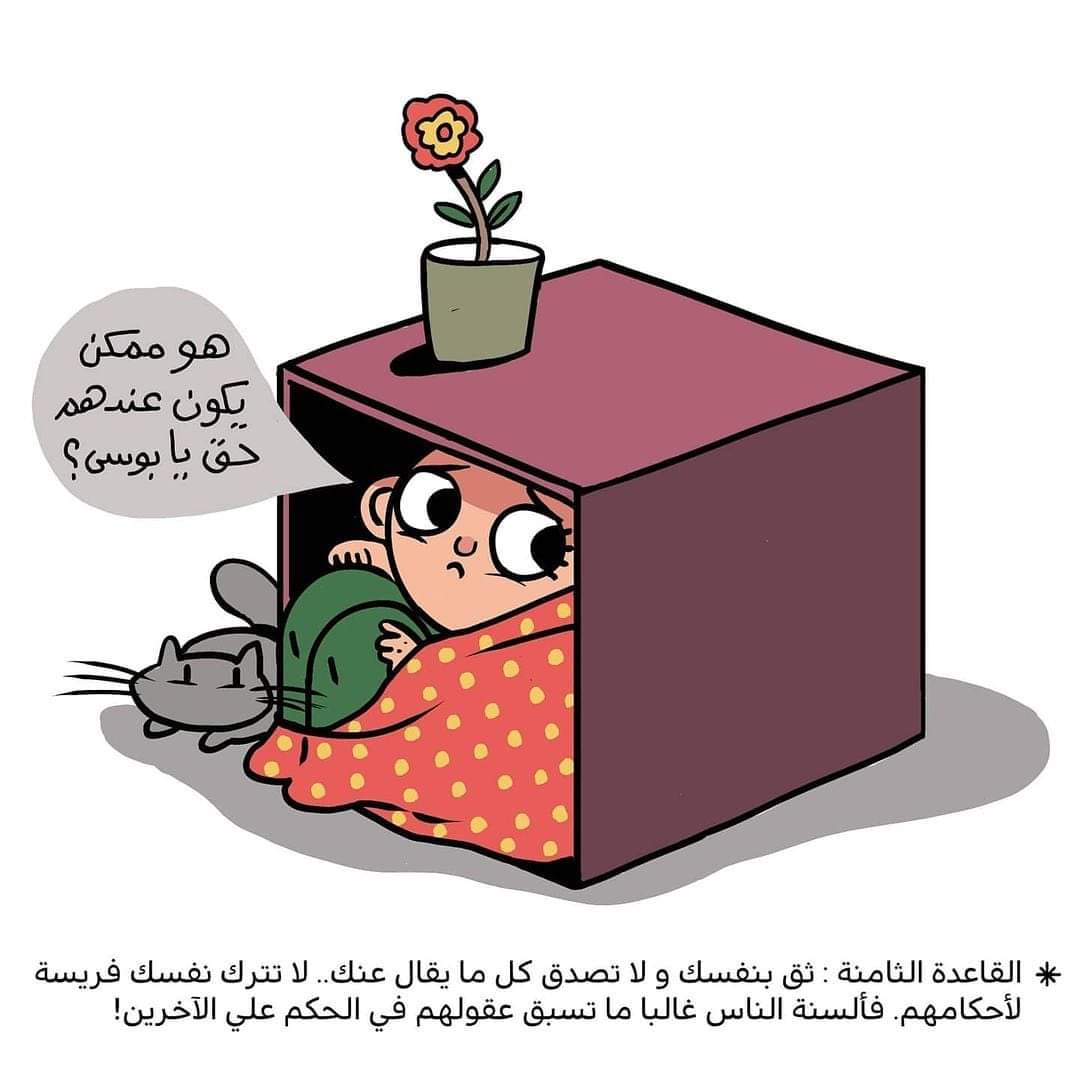 هو ممكن
يكون عندهم
حق يا بوسي؟
* القاعدة الثامنة : ثق بنفسك و لا تصدق كل ما يقال عنك.. لا تترك نفسك فريسة
لأحكامهم. فألسنة الناس غالبا ما تسبق عقولهم في الحكم علي الآخرين!